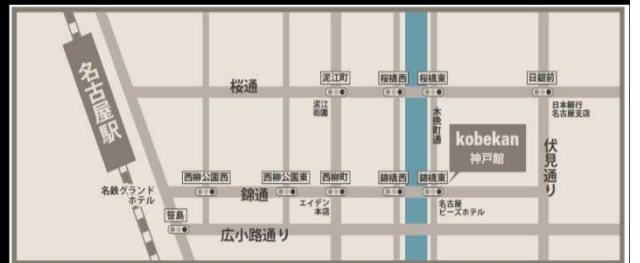 桜通
泥江町
桜橋西
桜橋東
日銀前
泥江
街園
木挽町通
日本銀行
名古屋支店
名古屋駅
kobekan
神戸館
伏見通り
西柳公園西
西柳公園東
西柳町
錦橋西
錦橋東
名鉄グランド
ホテル
錦通
エイデン
本店
名古屋
ビーズホテル
笹島
広小路通り